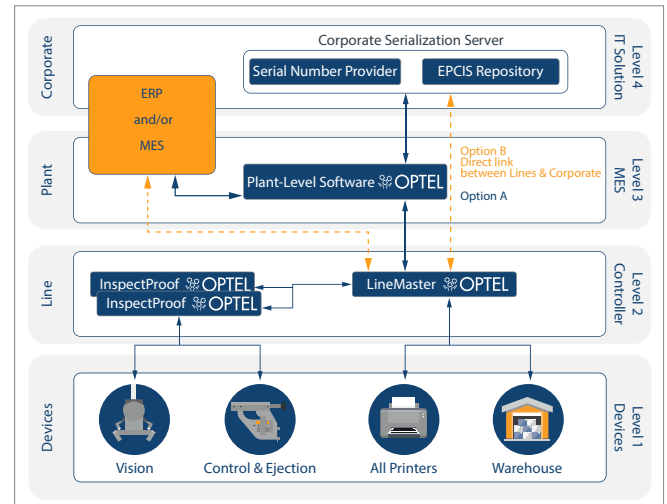 Corporate
Corporate Serialization Server
Serial Number Provider
EPCIS Repository
Level 4
IT Solution
ERP
and/or
MES
Plant
Plant-Level Software OPTEL
Option B
Direct link
between Lines & Corporate
Option A
Level 3
MES
Line
InspectProof OPTEL
InspectProof OPTEL
LineMaster OPTEL
Level 2
Controller
Devices
Vision
Control & Ejection
All Printers
Warehouse
Level 1
Devices